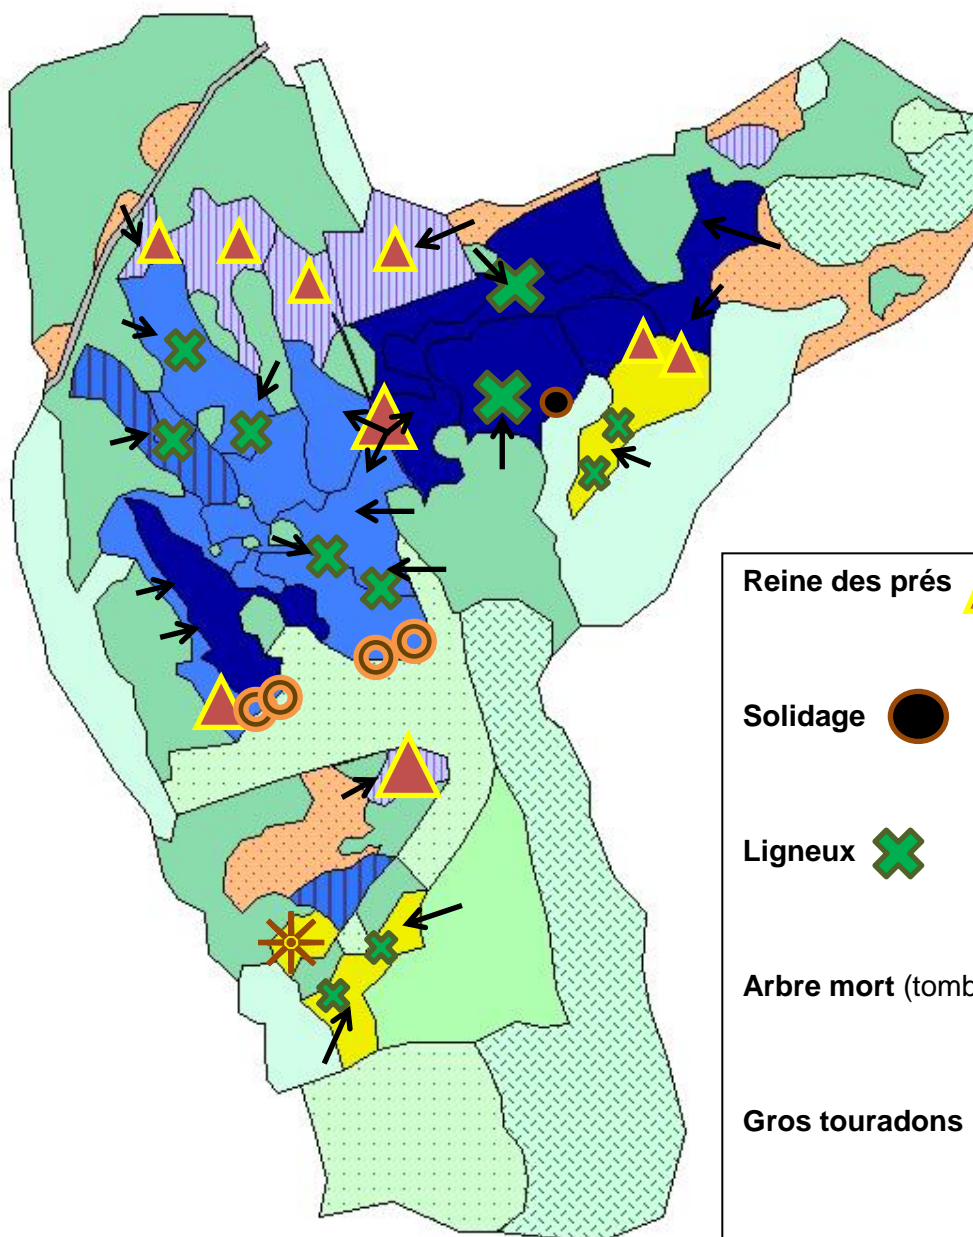 Reine des prés
Solidage
Ligneux
Arbre mort (tomb
Gros touradons